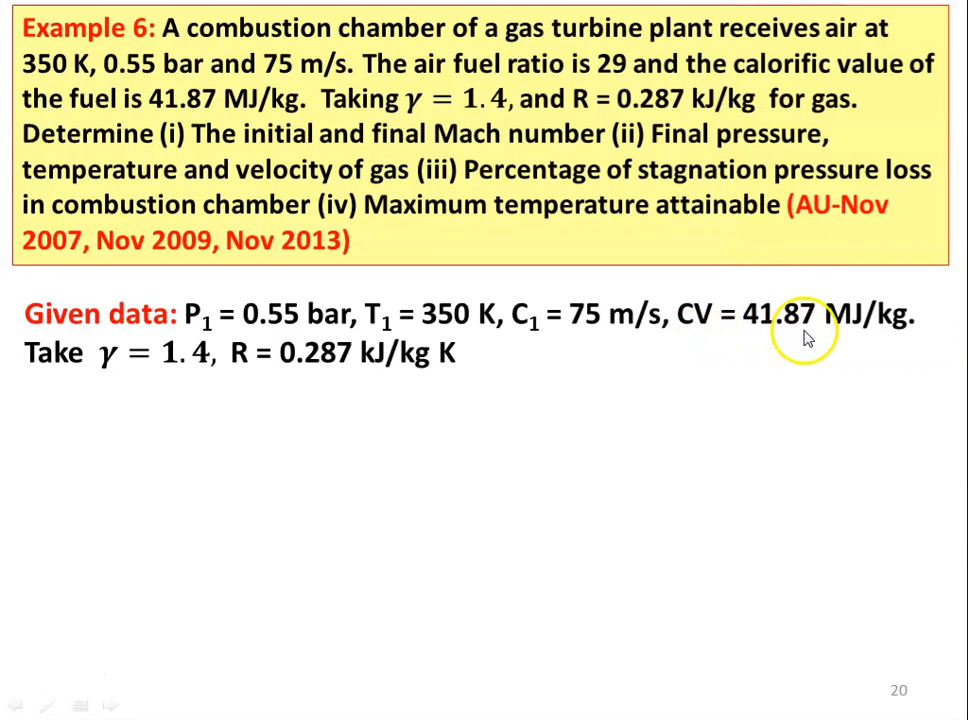 Example 6: A combustion chamber of a gas turbine plant receives air at
350 K, 0.55 bar and 75 m/s. The air fuel ratio is 29 and the calorific value of
the fuel is 41.87 MJ/kg. Taking γ = 1.4, and R = 0.287 kJ/kg for gas.
Determine (i) The initial and final Mach number (ii) Final pressure,
temperature and velocity of gas (iii) Percentage of stagnation pressure loss
in combustion chamber (iv) Maximum temperature attainable (AU-Nov
2007, Nov 2009, Nov 2013)
Given data: P₁ = 0.55 bar, T₁ = 350 K, C₁ = 75 m/s, CV = 41.87 MJ/kg.
Take γ = 1.4, R = 0.287 kJ/kg K
20